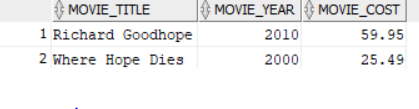 MOVIE_TITLE MOVIE_YEAR MOVIE_COST
1 Richard Goodhope 2010 59.95
2 Where Hope Dies 2000 25.49